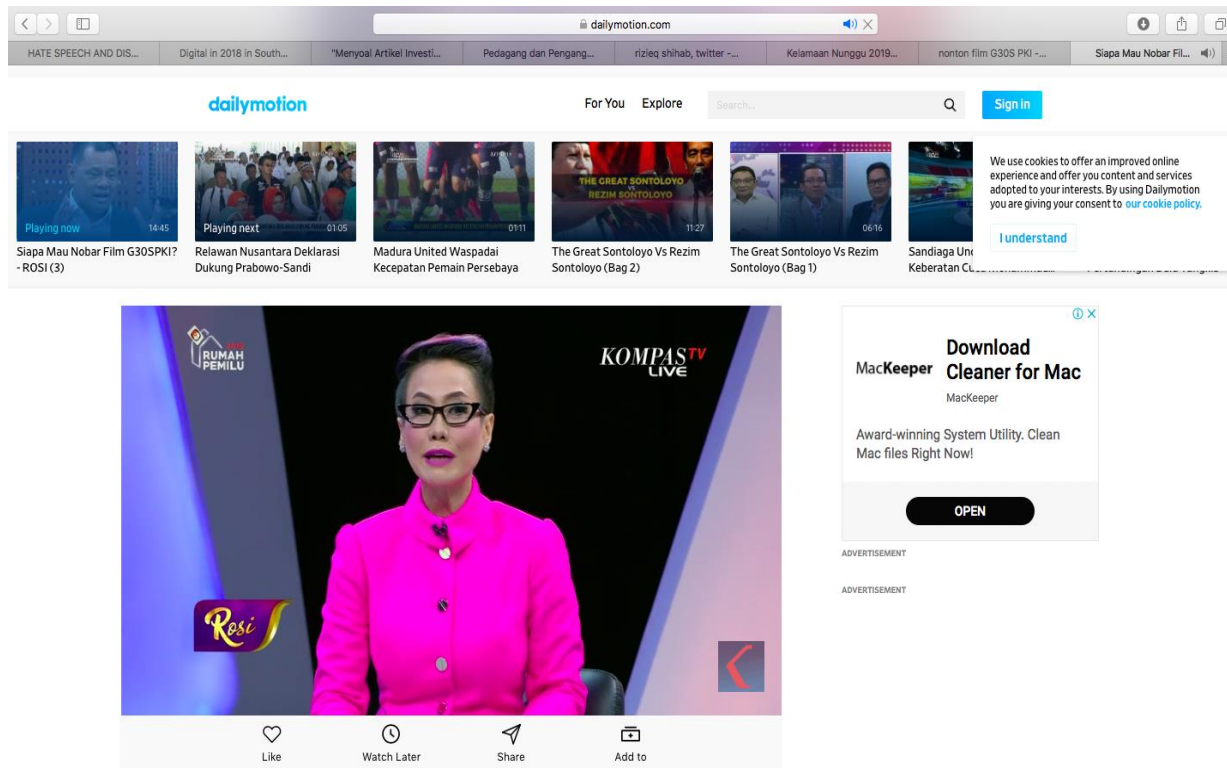 dailymotion.com
HATE SPEECH AND DIS...
Digital in 2018 in South...
"Menyoal Artikel Investi...
Pedagang dan Pengang...
rizieq shihab, twitter -...
Kelamaan Nunggu 2019...
nonton film G30S PKI -...
Siapa Mau Nobar Fil...
dailymotion
For You
Explore
Search...
Sign in
Playing now
14:45
Siapa Mau Nobar Film G30SPKI?
- ROSI (3)
Playing next
01:05
Relawan Nusantara Deklarasi
Dukung Prabowo-Sandi
01:11
Madura United Waspadai
Kecepatan Pemain Persebaya
THE GREAT SONTOLOYO
VS
REZIM SONTOLOYO
11:27
The Great Sontoloyo Vs Rezim
Sontoloyo (Bag 2)
06:16
The Great Sontoloyo Vs Rezim
Sontoloyo (Bag 1)
Sandiaga Un
Keberatan
We use cookies to offer an improved online
experience and offer you content and services
adopted to your interests. By using Dailymotion
you are giving your consent to our cookie policy.
I understand
RUMAH
PEMILU
KOMPASTV
LIVE
Rosi
MacKeeper
Download
Cleaner for Mac
MacKeeper
Award-winning System Utility. Clean
Mac files Right Now!
OPEN
ADVERTISEMENT
ADVERTISEMENT
Like
Watch Later
Share
Add to